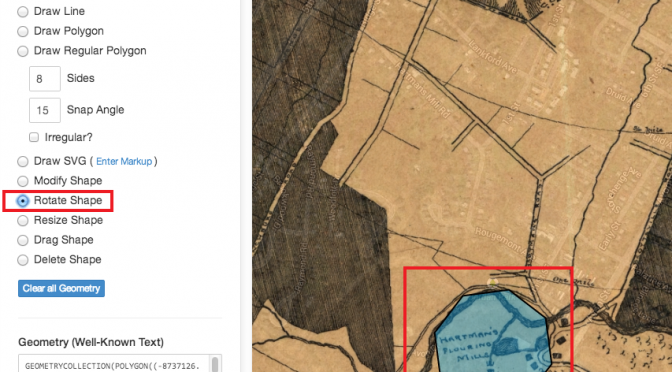 Draw Line
Draw Polygon
Draw Regular Polygon
8 Sides
15 Snap Angle
Irregular?
Draw SVG ( Enter Markup )
Modify Shape
Rotate Shape
Resize Shape
Drag Shape
Delete Shape
Clear all Geometry
Geometry (Well-Known Text)
GEOMETRYCOLLECTION(POLYGON((-8737126.
Rougemont
HARTMAN'S
FLOURING
MILLS